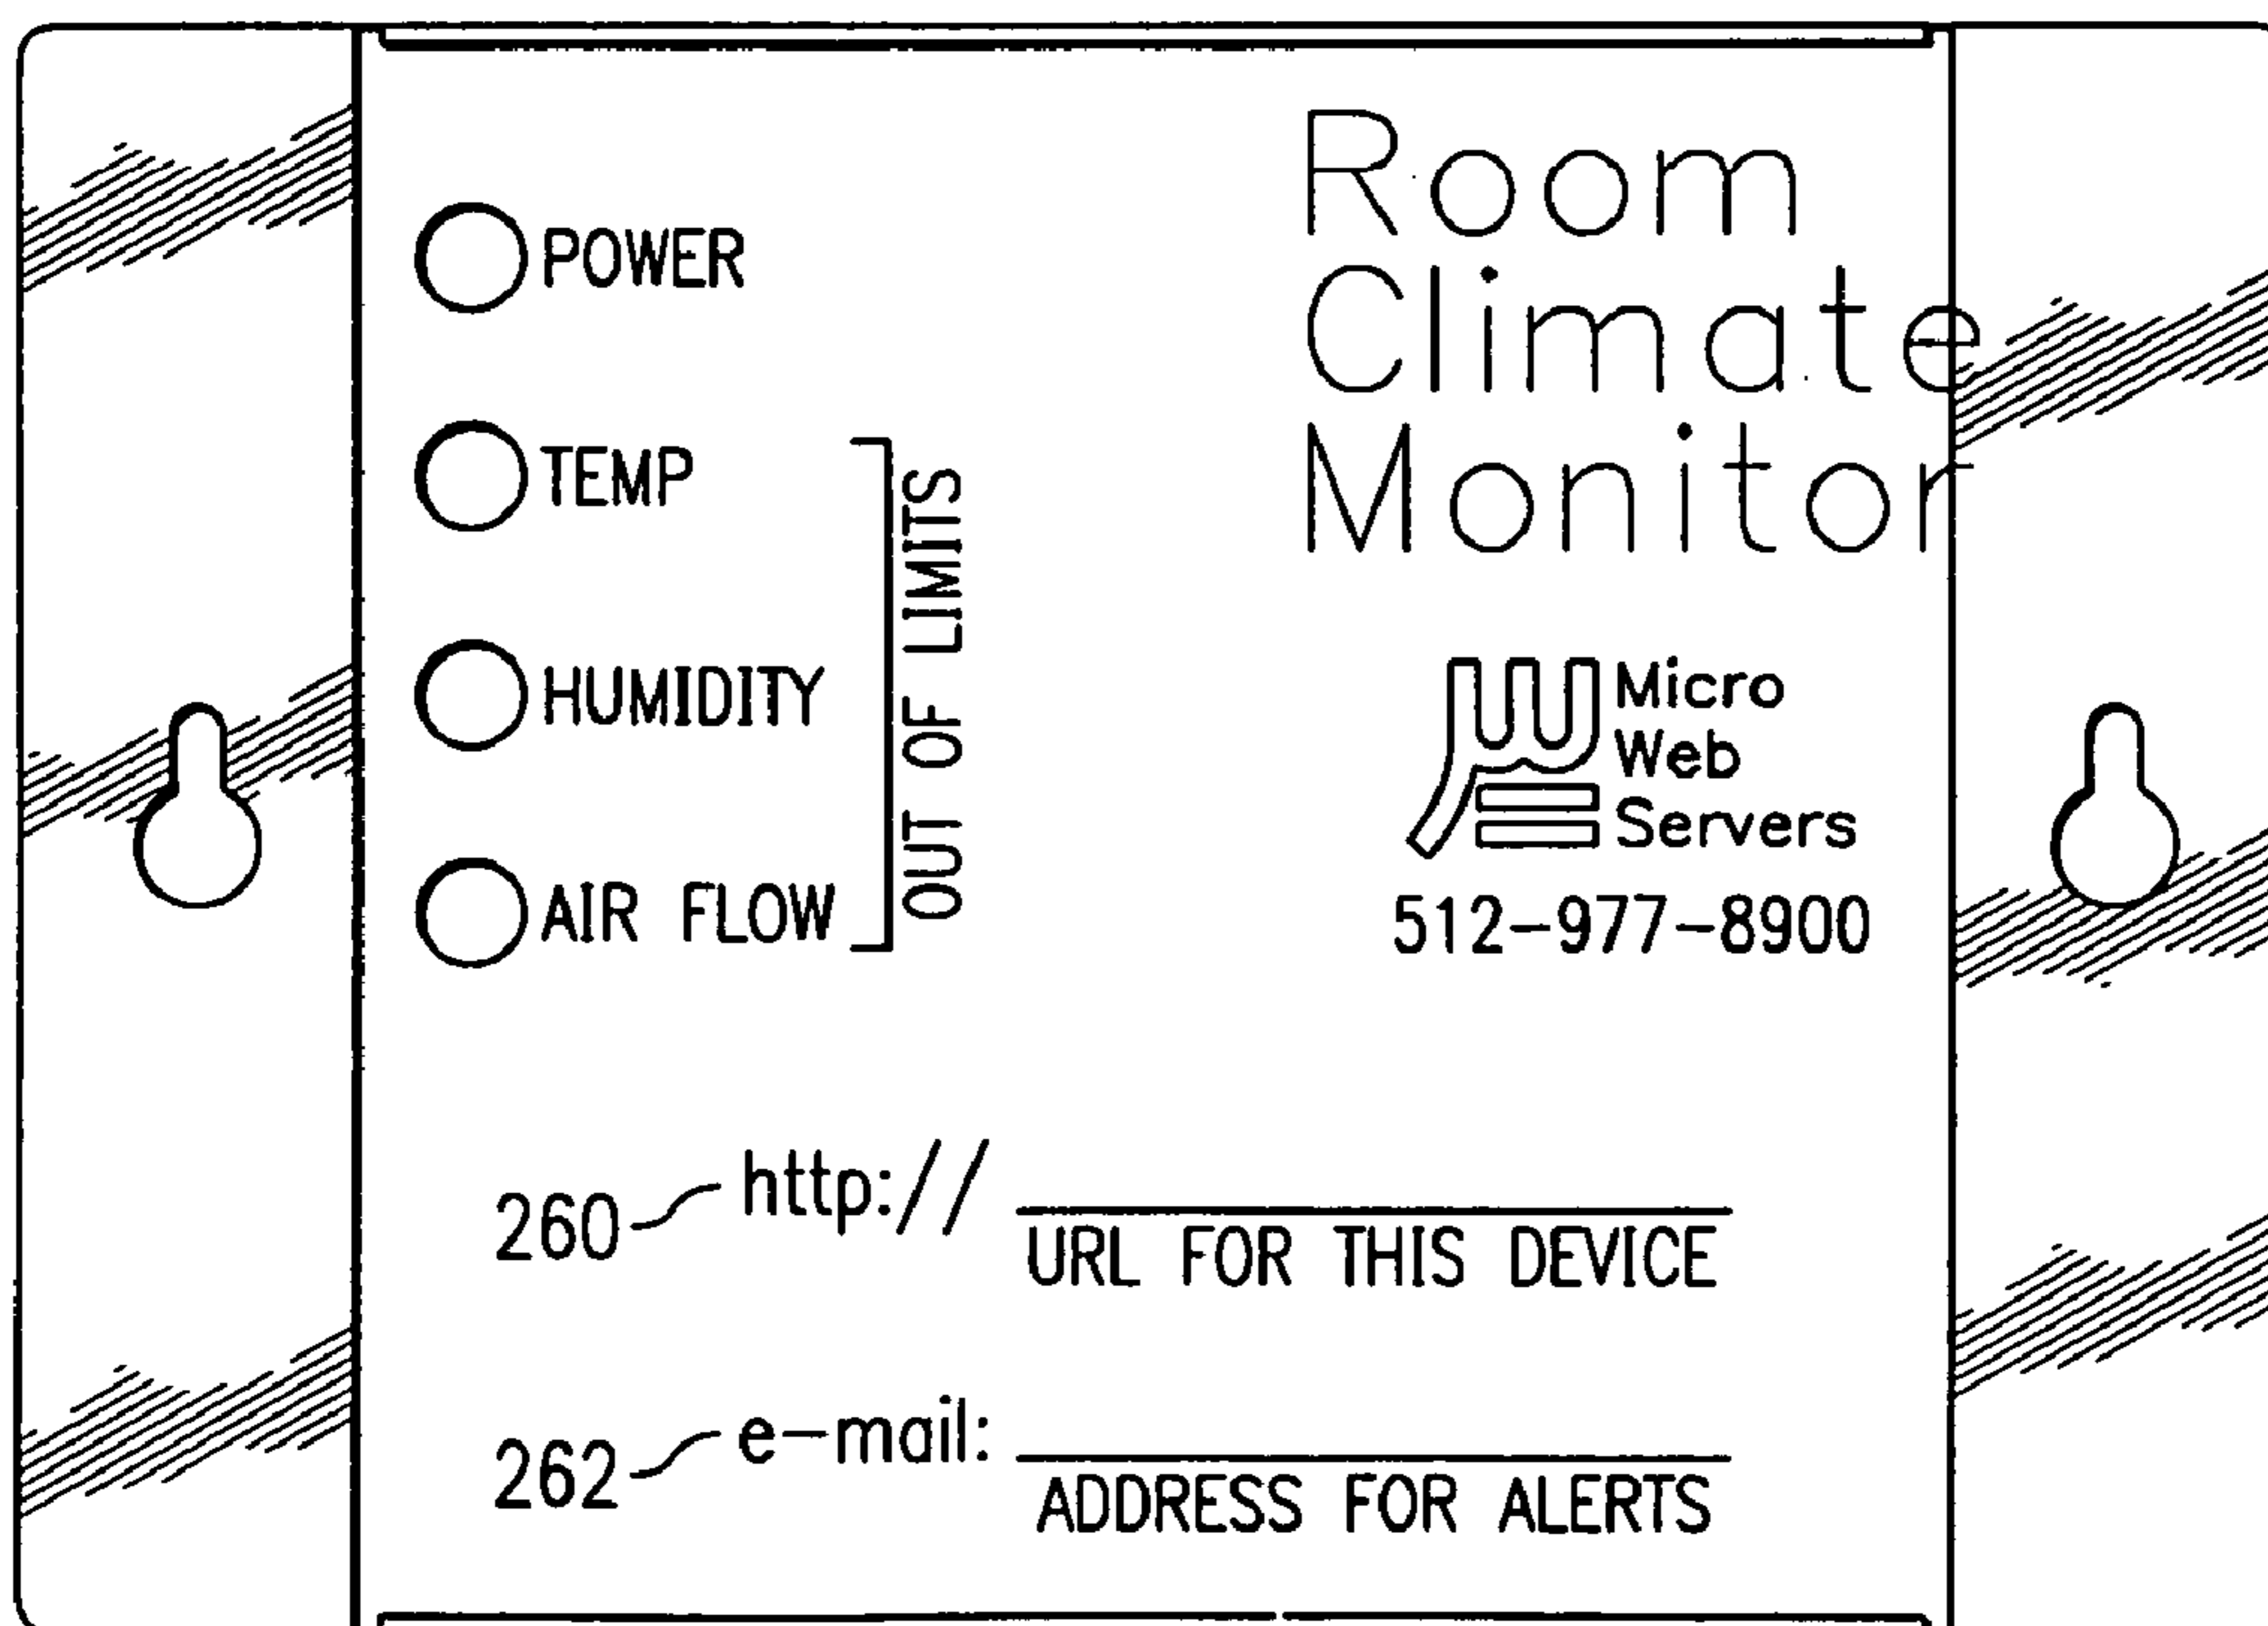 Room
Climate
Monitor
POWER
TEMP
HUMIDITY
AIR FLOW
OUT OF LIMITS
Micro
Web
Servers
512-977-8900
260 http://
URL FOR THIS DEVICE
262 e-mail:
ADDRESS FOR ALERTS